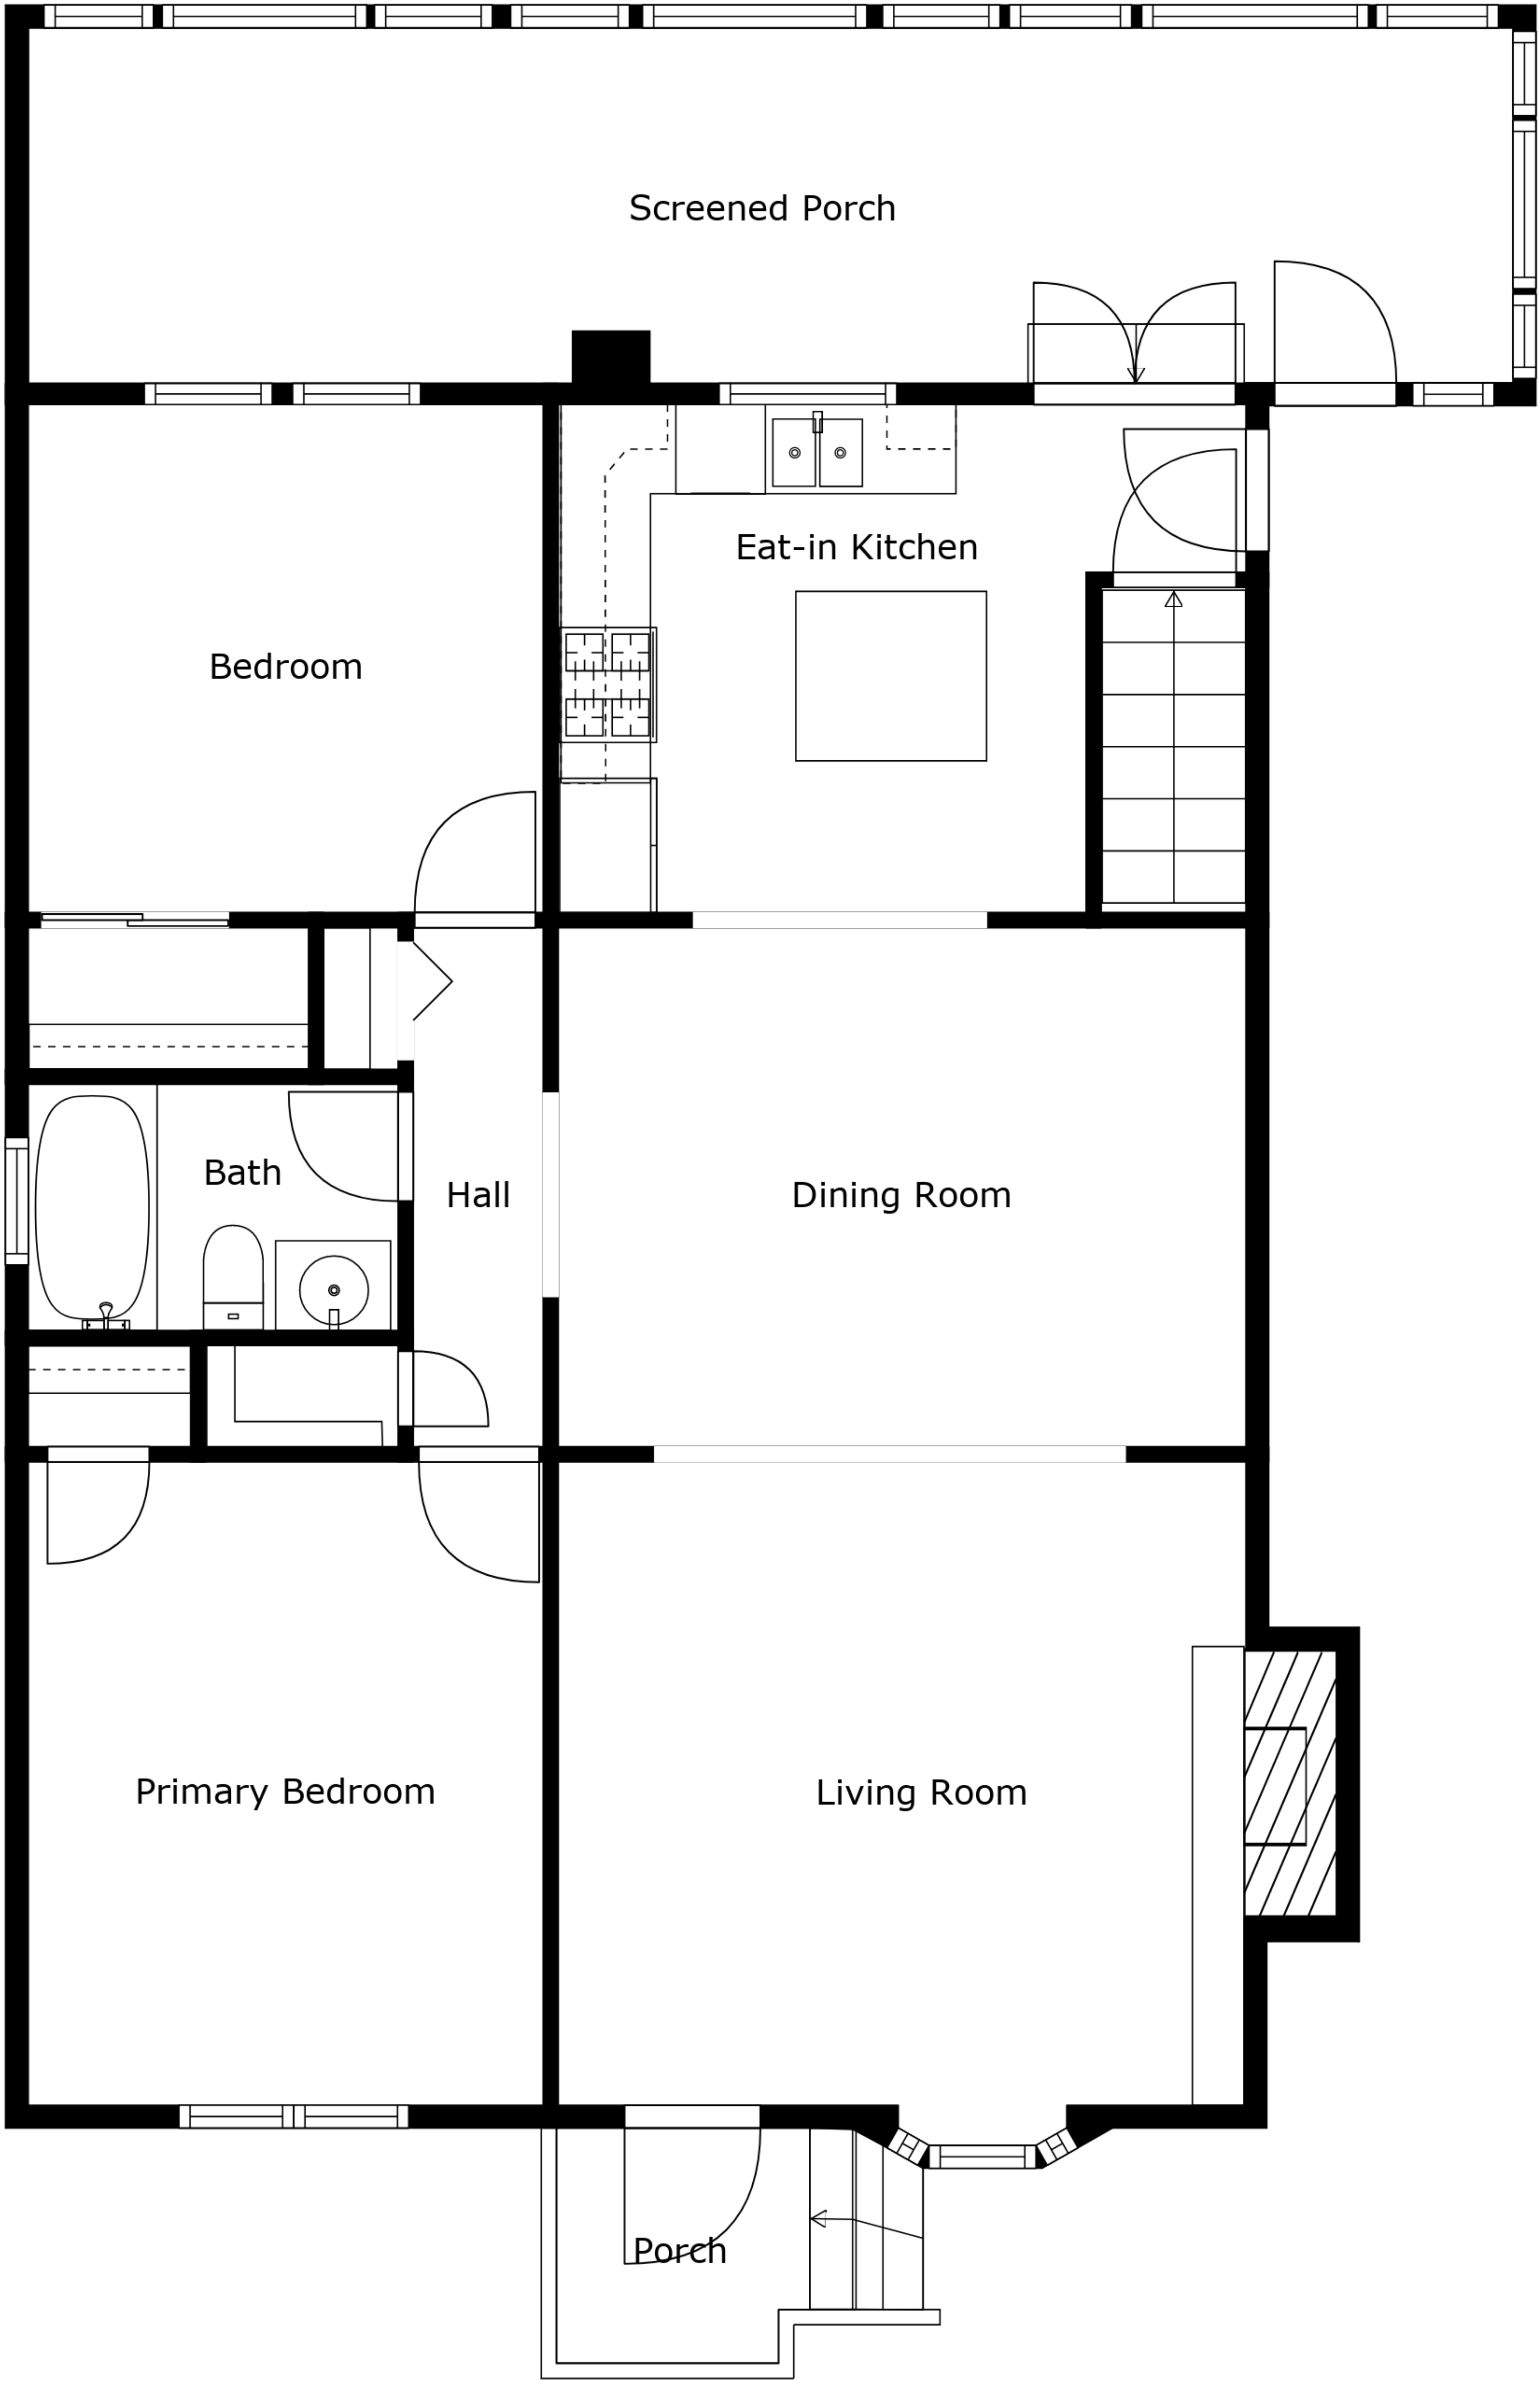 Screened Porch
Eat-in Kitchen
Bedroom
Bath
Hall
Dining Room
Primary Bedroom
Living Room
Porch